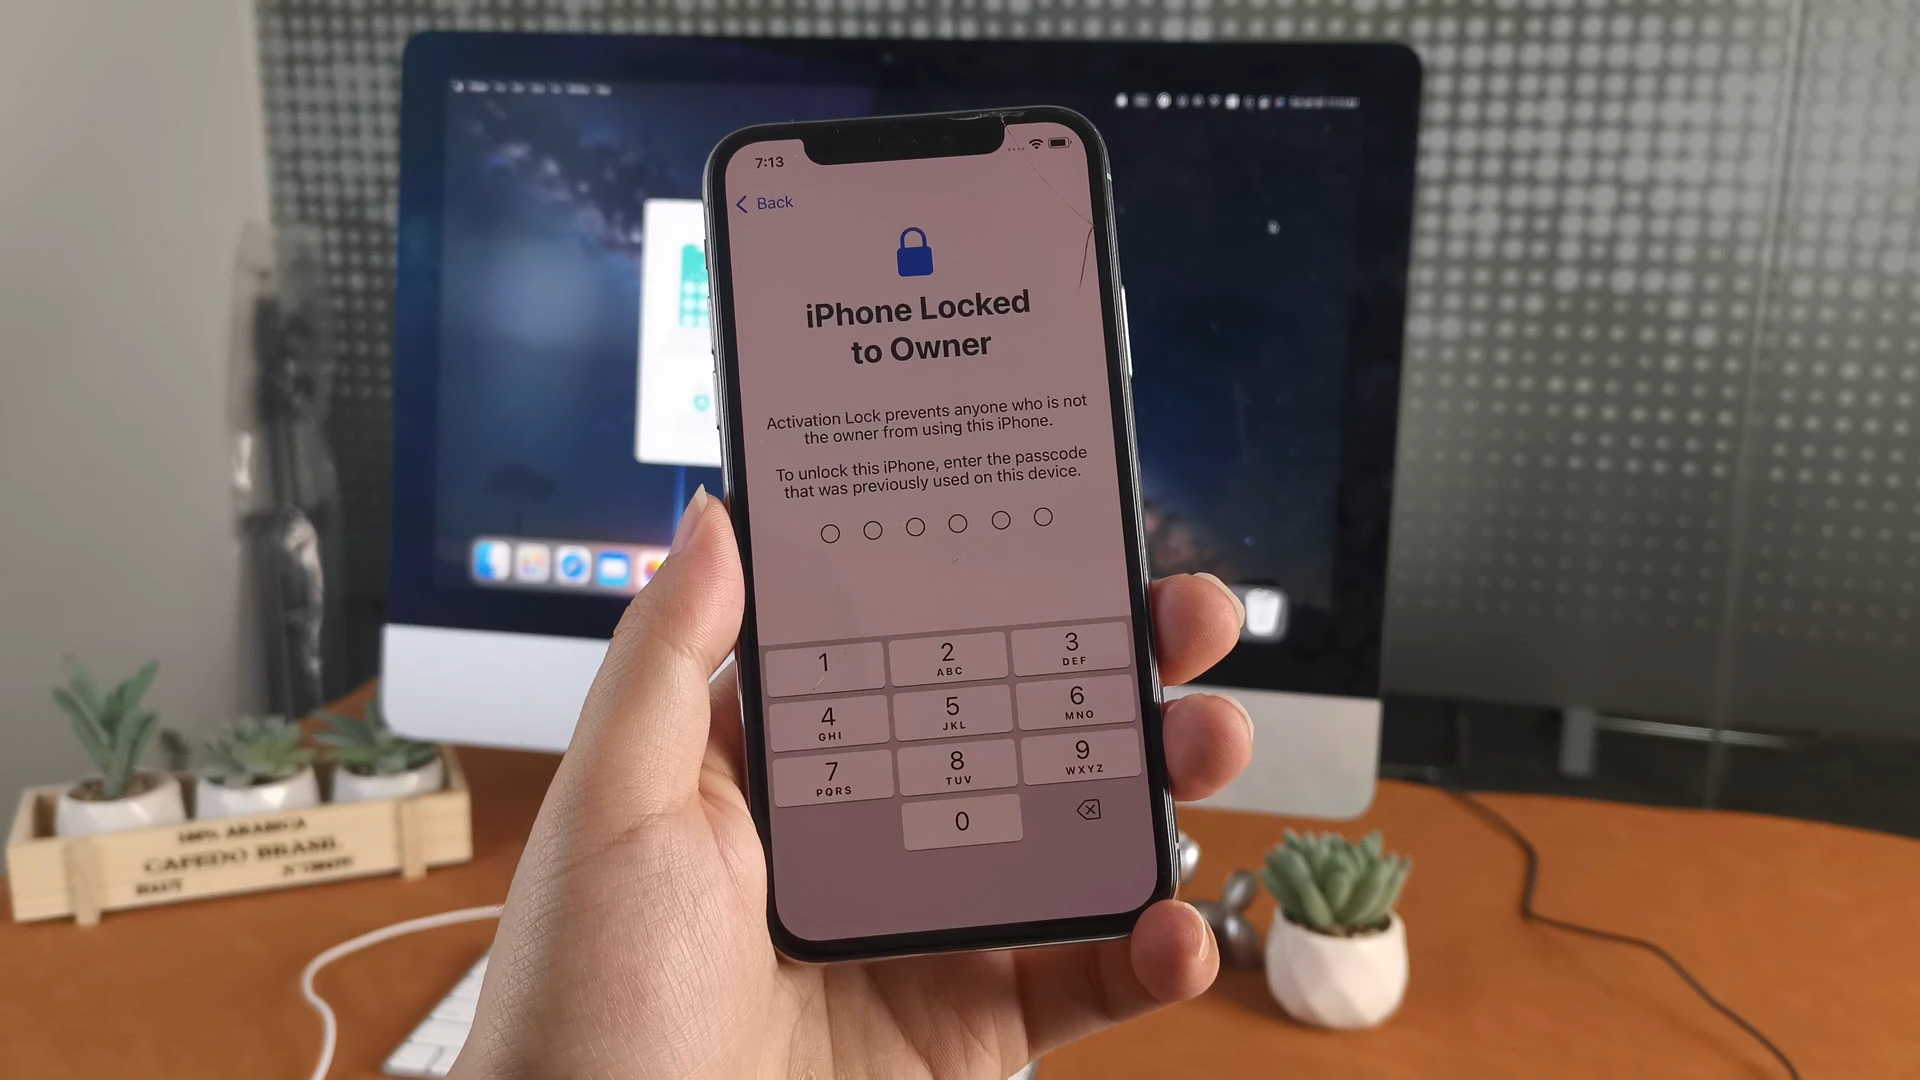 7:13
Back
iPhone Locked
to Owner
Activation Lock prevents anyone who is not
the owner from using this iPhone.
To unlock this iPhone, enter the passcode
that was previously used on this device.
1
2
ABC
3
DEF
4
GHI
5
JKL
6
MNO
7
PQRS
8
TUV
9
WXYZ
0
100% ARABICA
CAFEDO BRASIL